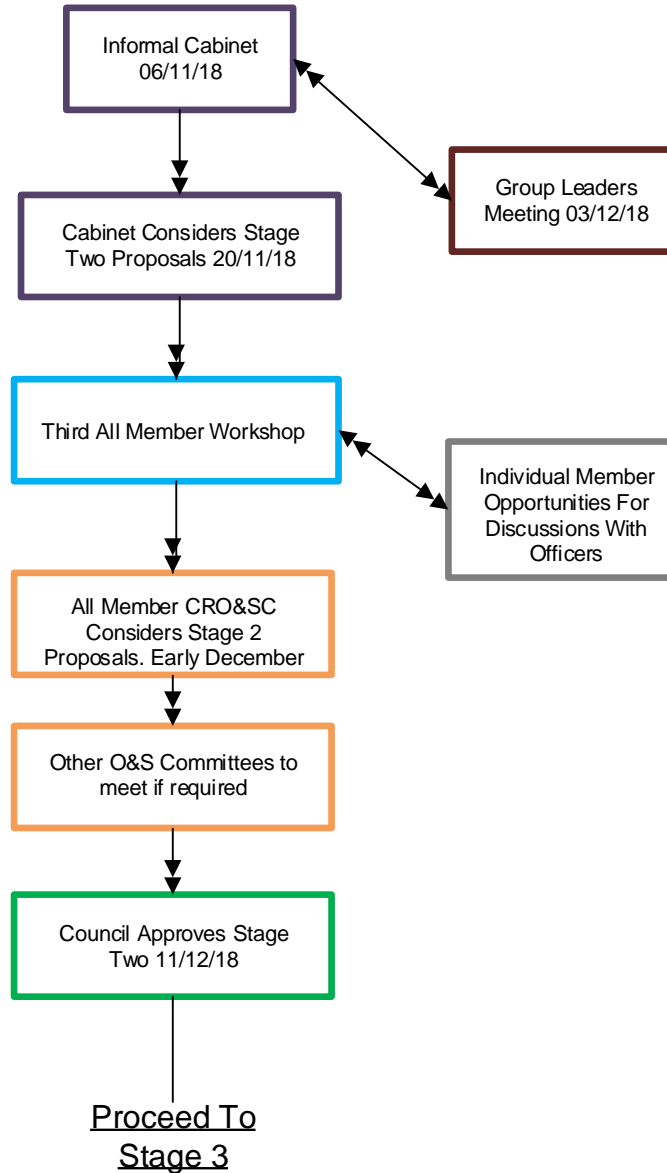 Informal Cabinet
06/11/18
Group Leaders
Meeting 03/12/18
Cabinet Considers Stage
Two Proposals 20/11/18
Third All Member Workshop
Individual Member
Opportunities For
Discussions With
Officers
All Member CRO&SC
Considers Stage 2
Proposals. Early December
Other O&S Committees to
meet if required
Council Approves Stage
Two 11/12/18
Proceed To
Stage 3